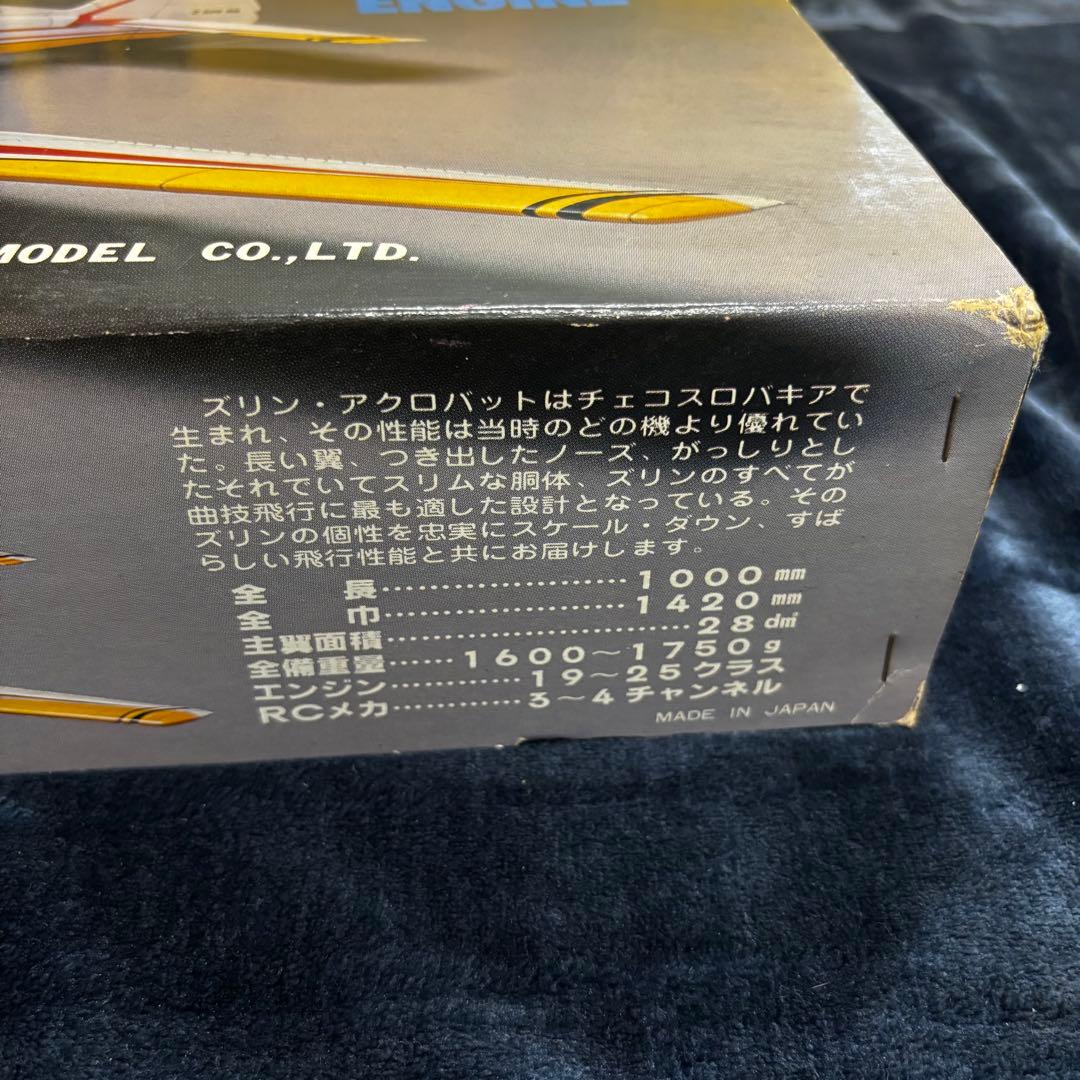 ENGINE
MODEL CO.,LTD.
ズリン・アクロバットはチェコスロバキアで
生まれ、その性能は当時のどの機より優れてい
た。長い翼、つき出したノーズ、がっしりとし
たそれでいてスリムな胴体、ズリンのすべてが
曲技飛行に最も適した設計となっている。その
ズリンの個性を忠実にスケール・ダウン、すば
らしい飛行性能と共にお届けします。
全長……………………1000mm
全巾……………………1420mm
主翼面積…………………………28d㎡
全備重量……1600〜1750g
エンジン…………19〜25クラス
RCメカ…………3〜4チャンネル
MADE IN JAPAN